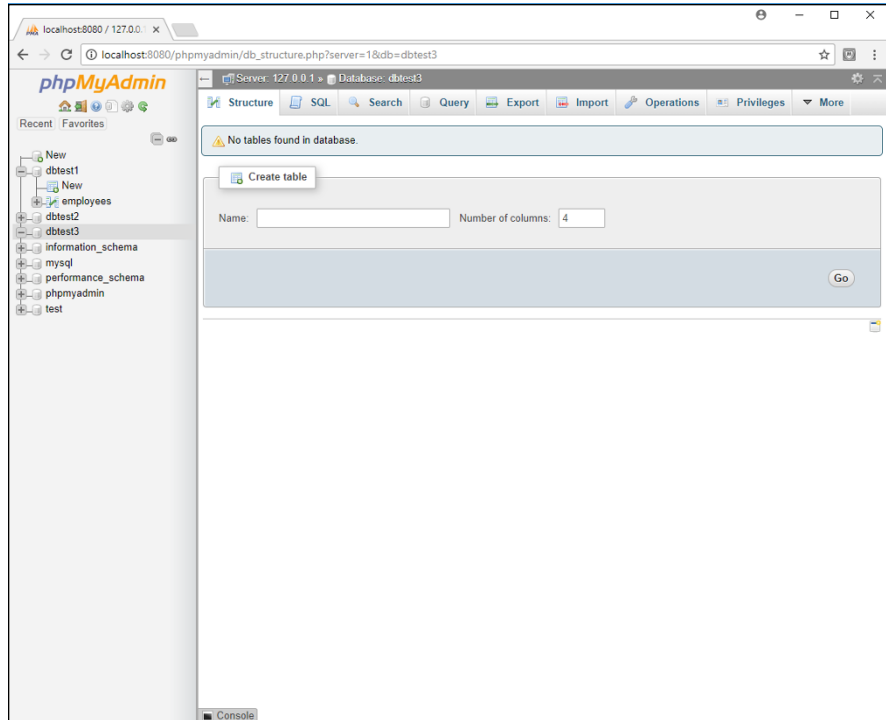 localhost:8080 / 127.0.0.1
localhost:8080/phpmyadmin/db_structure.php?server=1&db=dbtest3
phpMyAdmin
Recent Favorites
New
dbtest1
New
employees
dbtest2
dbtest3
information_schema
mysql
performance_schema
phpmyadmin
test
Server: 127.0.0.1 » Database: dbtest3
Structure SQL Search Query Export Import Operations Privileges More
No tables found in database.
Create table
Name: Number of columns: 4
Go
Console